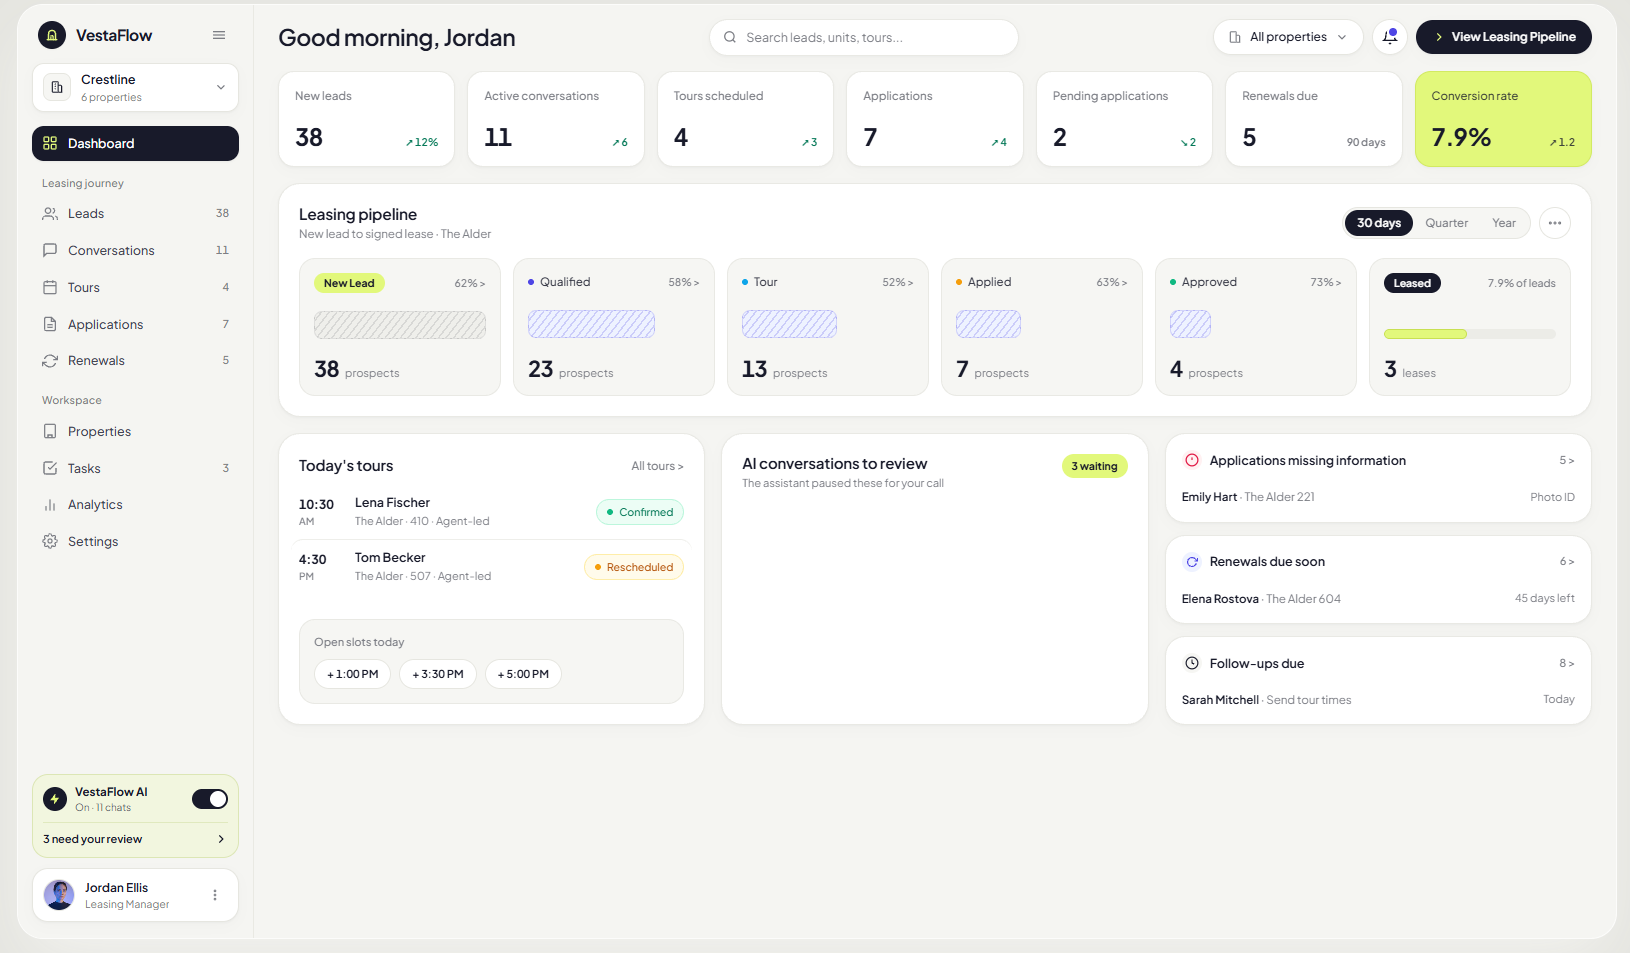 VestaFlow
Crestline
6 properties
Dashboard
Leasing journey
Leads 38
Conversations 11
Tours 4
Applications 7
Renewals 5
Workspace
Properties
Tasks 3
Analytics
Settings
VestaFlow AI
On · 11 chats
3 need your review
Jordan Ellis
Leasing Manager
Good morning, Jordan
Search leads, units, tours...
All properties
View Leasing Pipeline
New leads
38 ↗12%
Active conversations
11 ↗6
Tours scheduled
4 ↗3
Applications
7 ↗4
Pending applications
2 ↘2
Renewals due
5 90 days
Conversion rate
7.9% ↗1.2
Leasing pipeline
New lead to signed lease · The Alder
30 days Quarter Year
New Lead 62% >
38 prospects
Qualified 58% >
23 prospects
Tour 52% >
13 prospects
Applied 63% >
7 prospects
Approved 73% >
4 prospects
Leased 7.9% of leads
3 leases
Today's tours All tours >
10:30 Lena Fischer
AM The Alder · 410 · Agent-led
Confirmed
4:30 Tom Becker
PM The Alder · 507 · Agent-led
Rescheduled
Open slots today
+ 1:00 PM + 3:30 PM + 5:00 PM
AI conversations to review
The assistant paused these for your call
3 waiting
Applications missing information 5 >
Emily Hart · The Alder 221 Photo ID
Renewals due soon 6 >
Elena Rostova · The Alder 604 45 days left
Follow-ups due 8 >
Sarah Mitchell · Send tour times Today